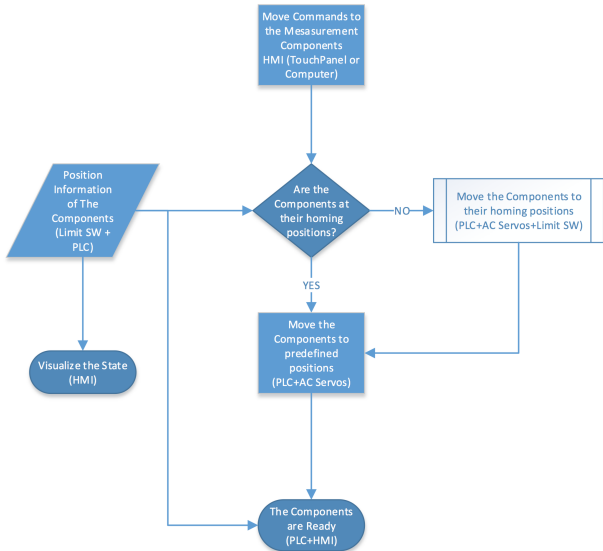 Move Commands to
the Mesasurement
Components
HMI (TouchPanel or
Computer)
Position
Information
of The
Components
(Limit SW +
PLC)
Are the
Components at
their homing
positions?
NO
Move the Components to
their homing positions
(PLC+AC Servos+Limit SW)
YES
Move the
Components to
predefined
positions
(PLC+AC Servos)
Visualize the State
(HMI)
The Components
are Ready
(PLC+HMI)